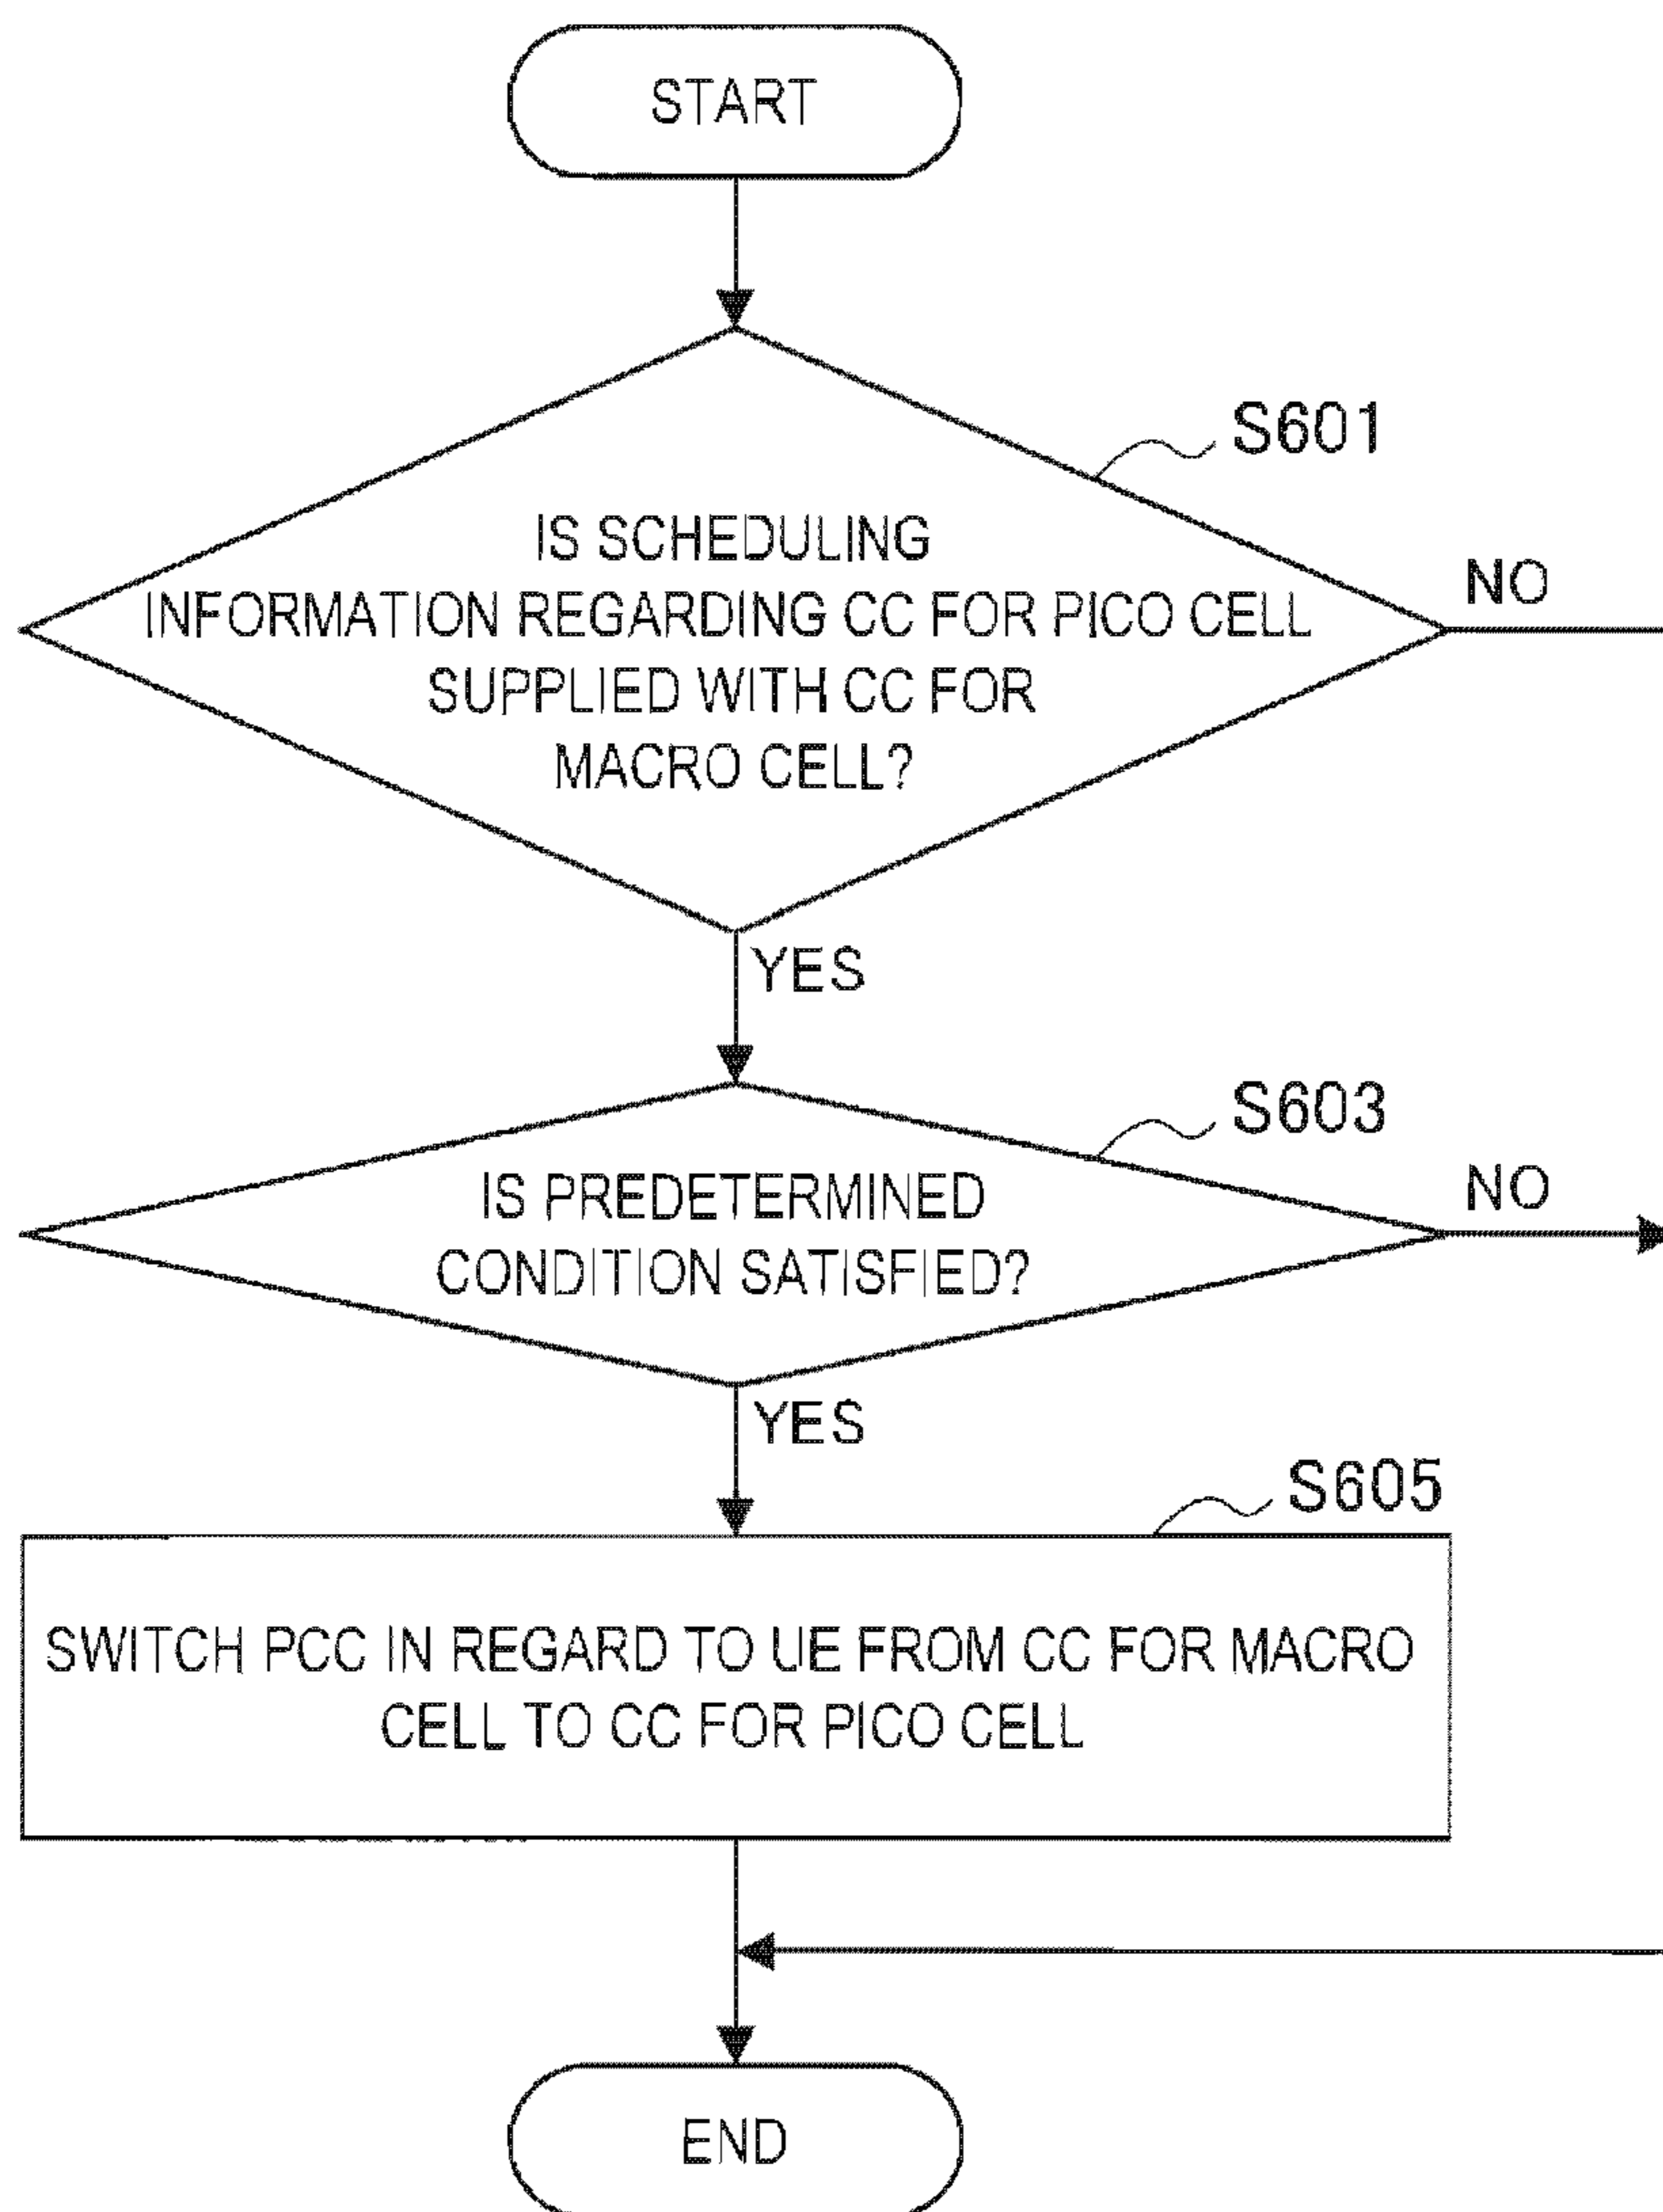 START
S601
IS SCHEDULING
INFORMATION REGARDING CC FOR PICO CELL
SUPPLIED WITH CC FOR
MACRO CELL?
NO
YES
S603
IS PREDETERMINED
CONDITION SATISFIED?
NO
YES
S605
SWITCH PCC IN REGARD TO UE FROM CC FOR MACRO
CELL TO CC FOR PICO CELL
END